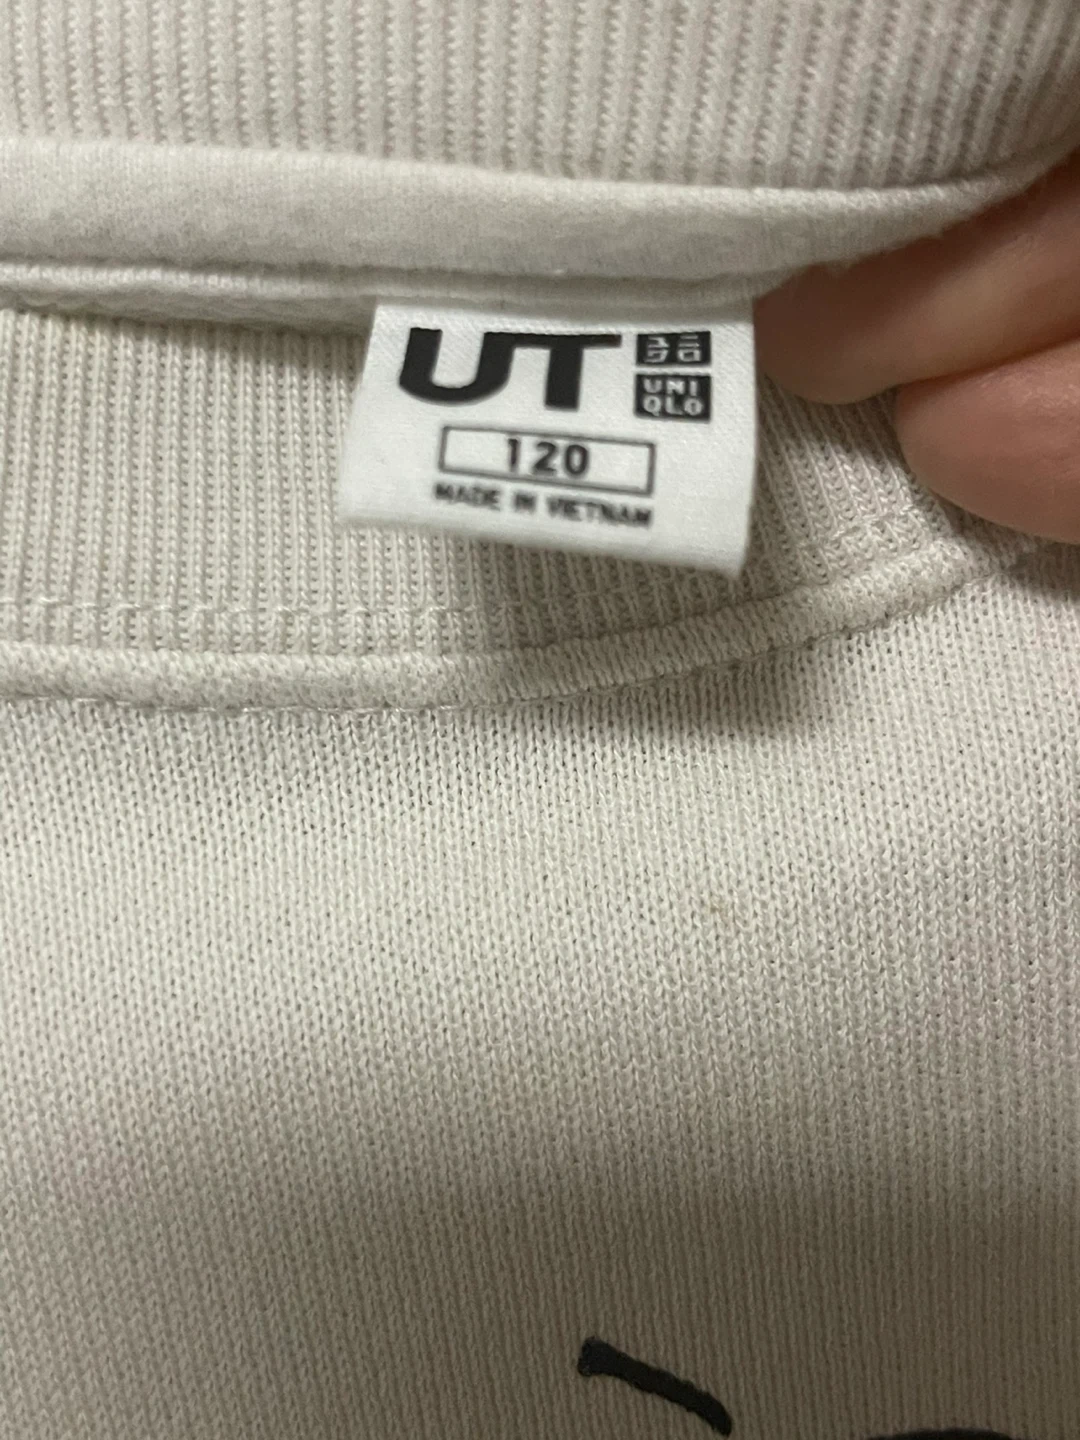 UT
ユニ
クロ
UNI
QLO
120
MADE IN VIETNAM